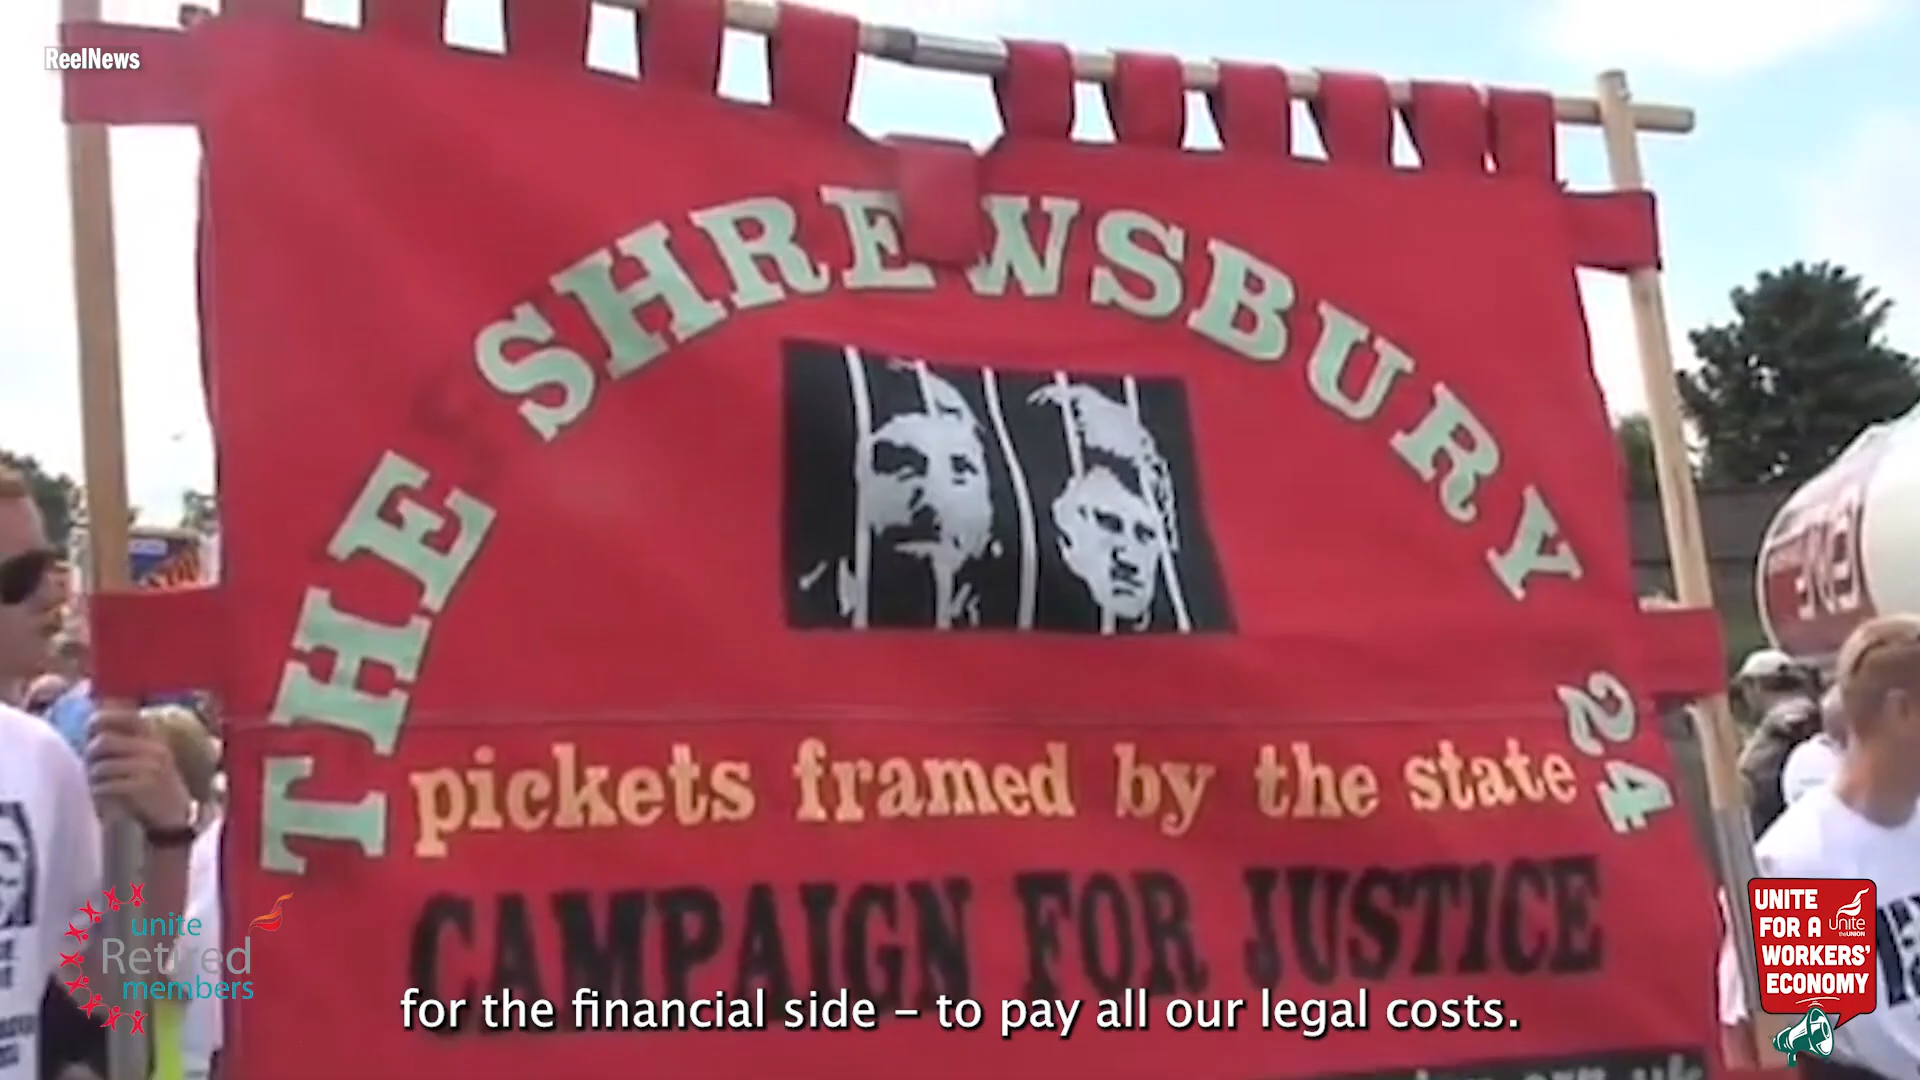 ReelNews
THE SHREWSBURY 24
pickets framed by the state
CAMPAIGN FOR JUSTICE
for the financial side – to pay all our legal costs.
unite
Retired
members
UNITE
FOR A
unite
theUNION
WORKERS'
ECONOMY